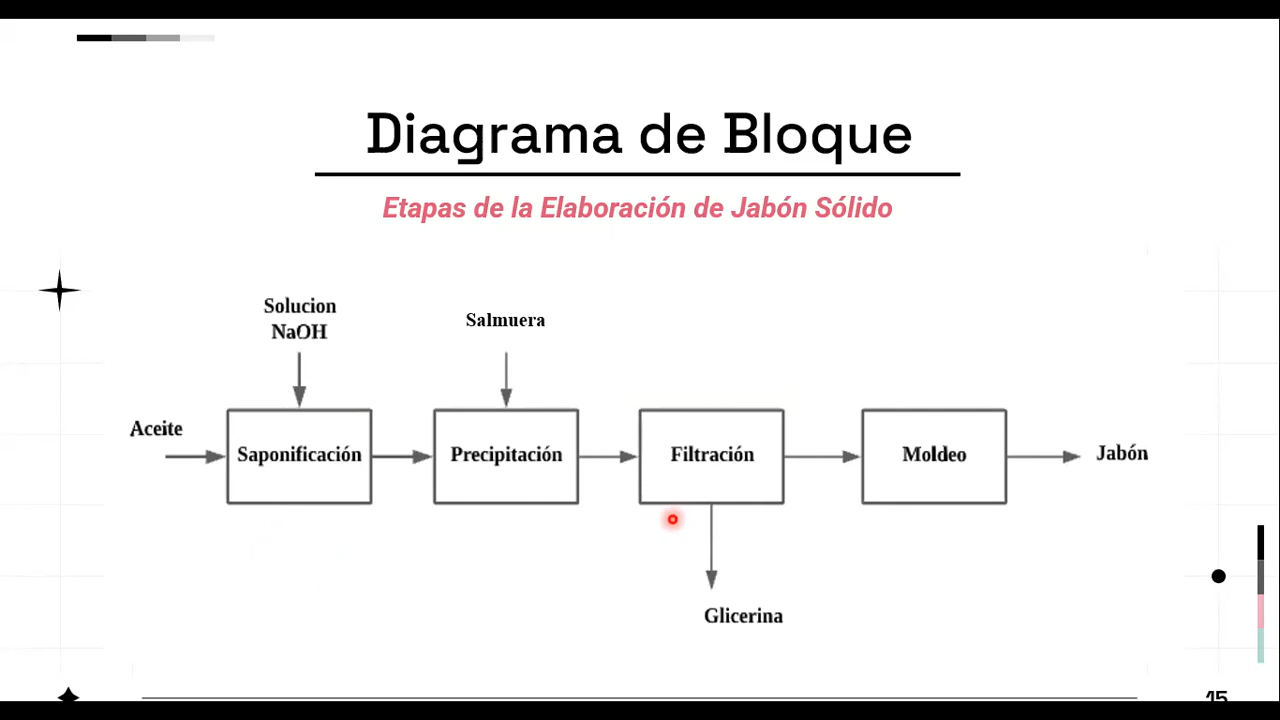 Diagrama de Bloque
Etapas de la Elaboración de Jabón Sólido
Solucion
NaOH
Salmuera
Aceite
Saponificación
Precipitación
Filtración
Moldeo
Jabón
Glicerina
15